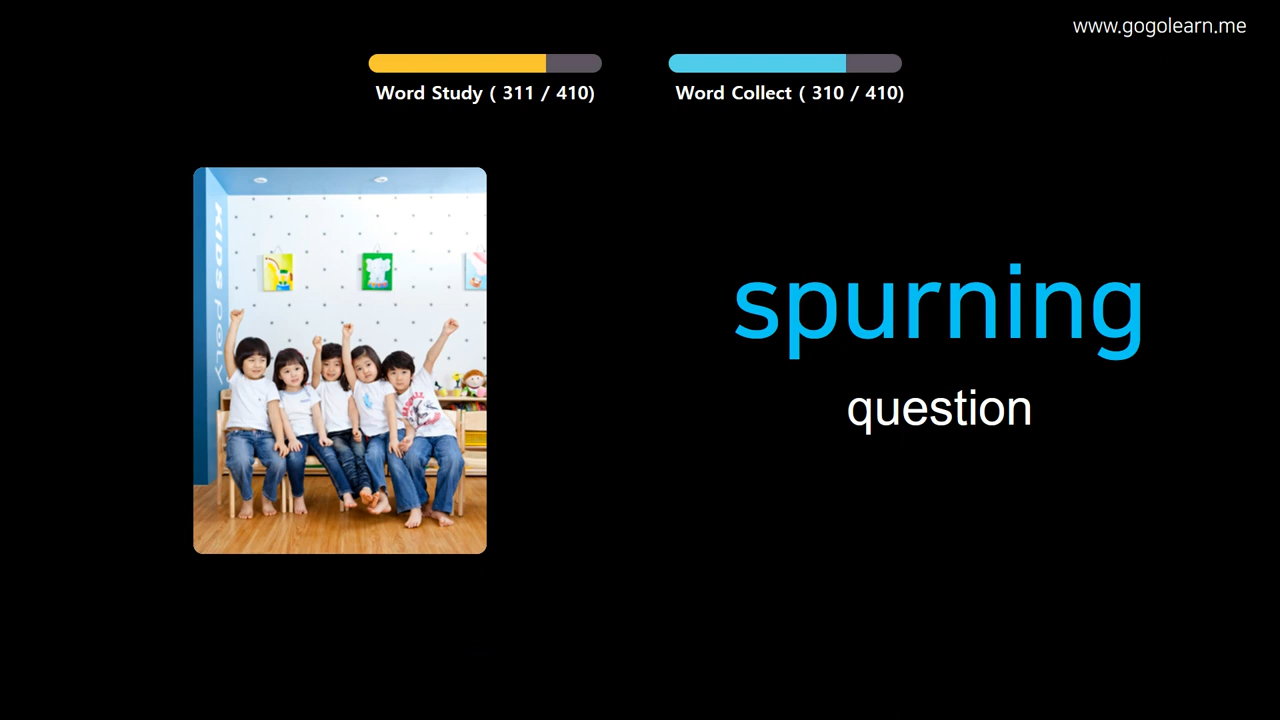 www.gogolearn.me
Word Study ( 311 / 410)
Word Collect ( 310 / 410)
KIDS POLY
spurning
question